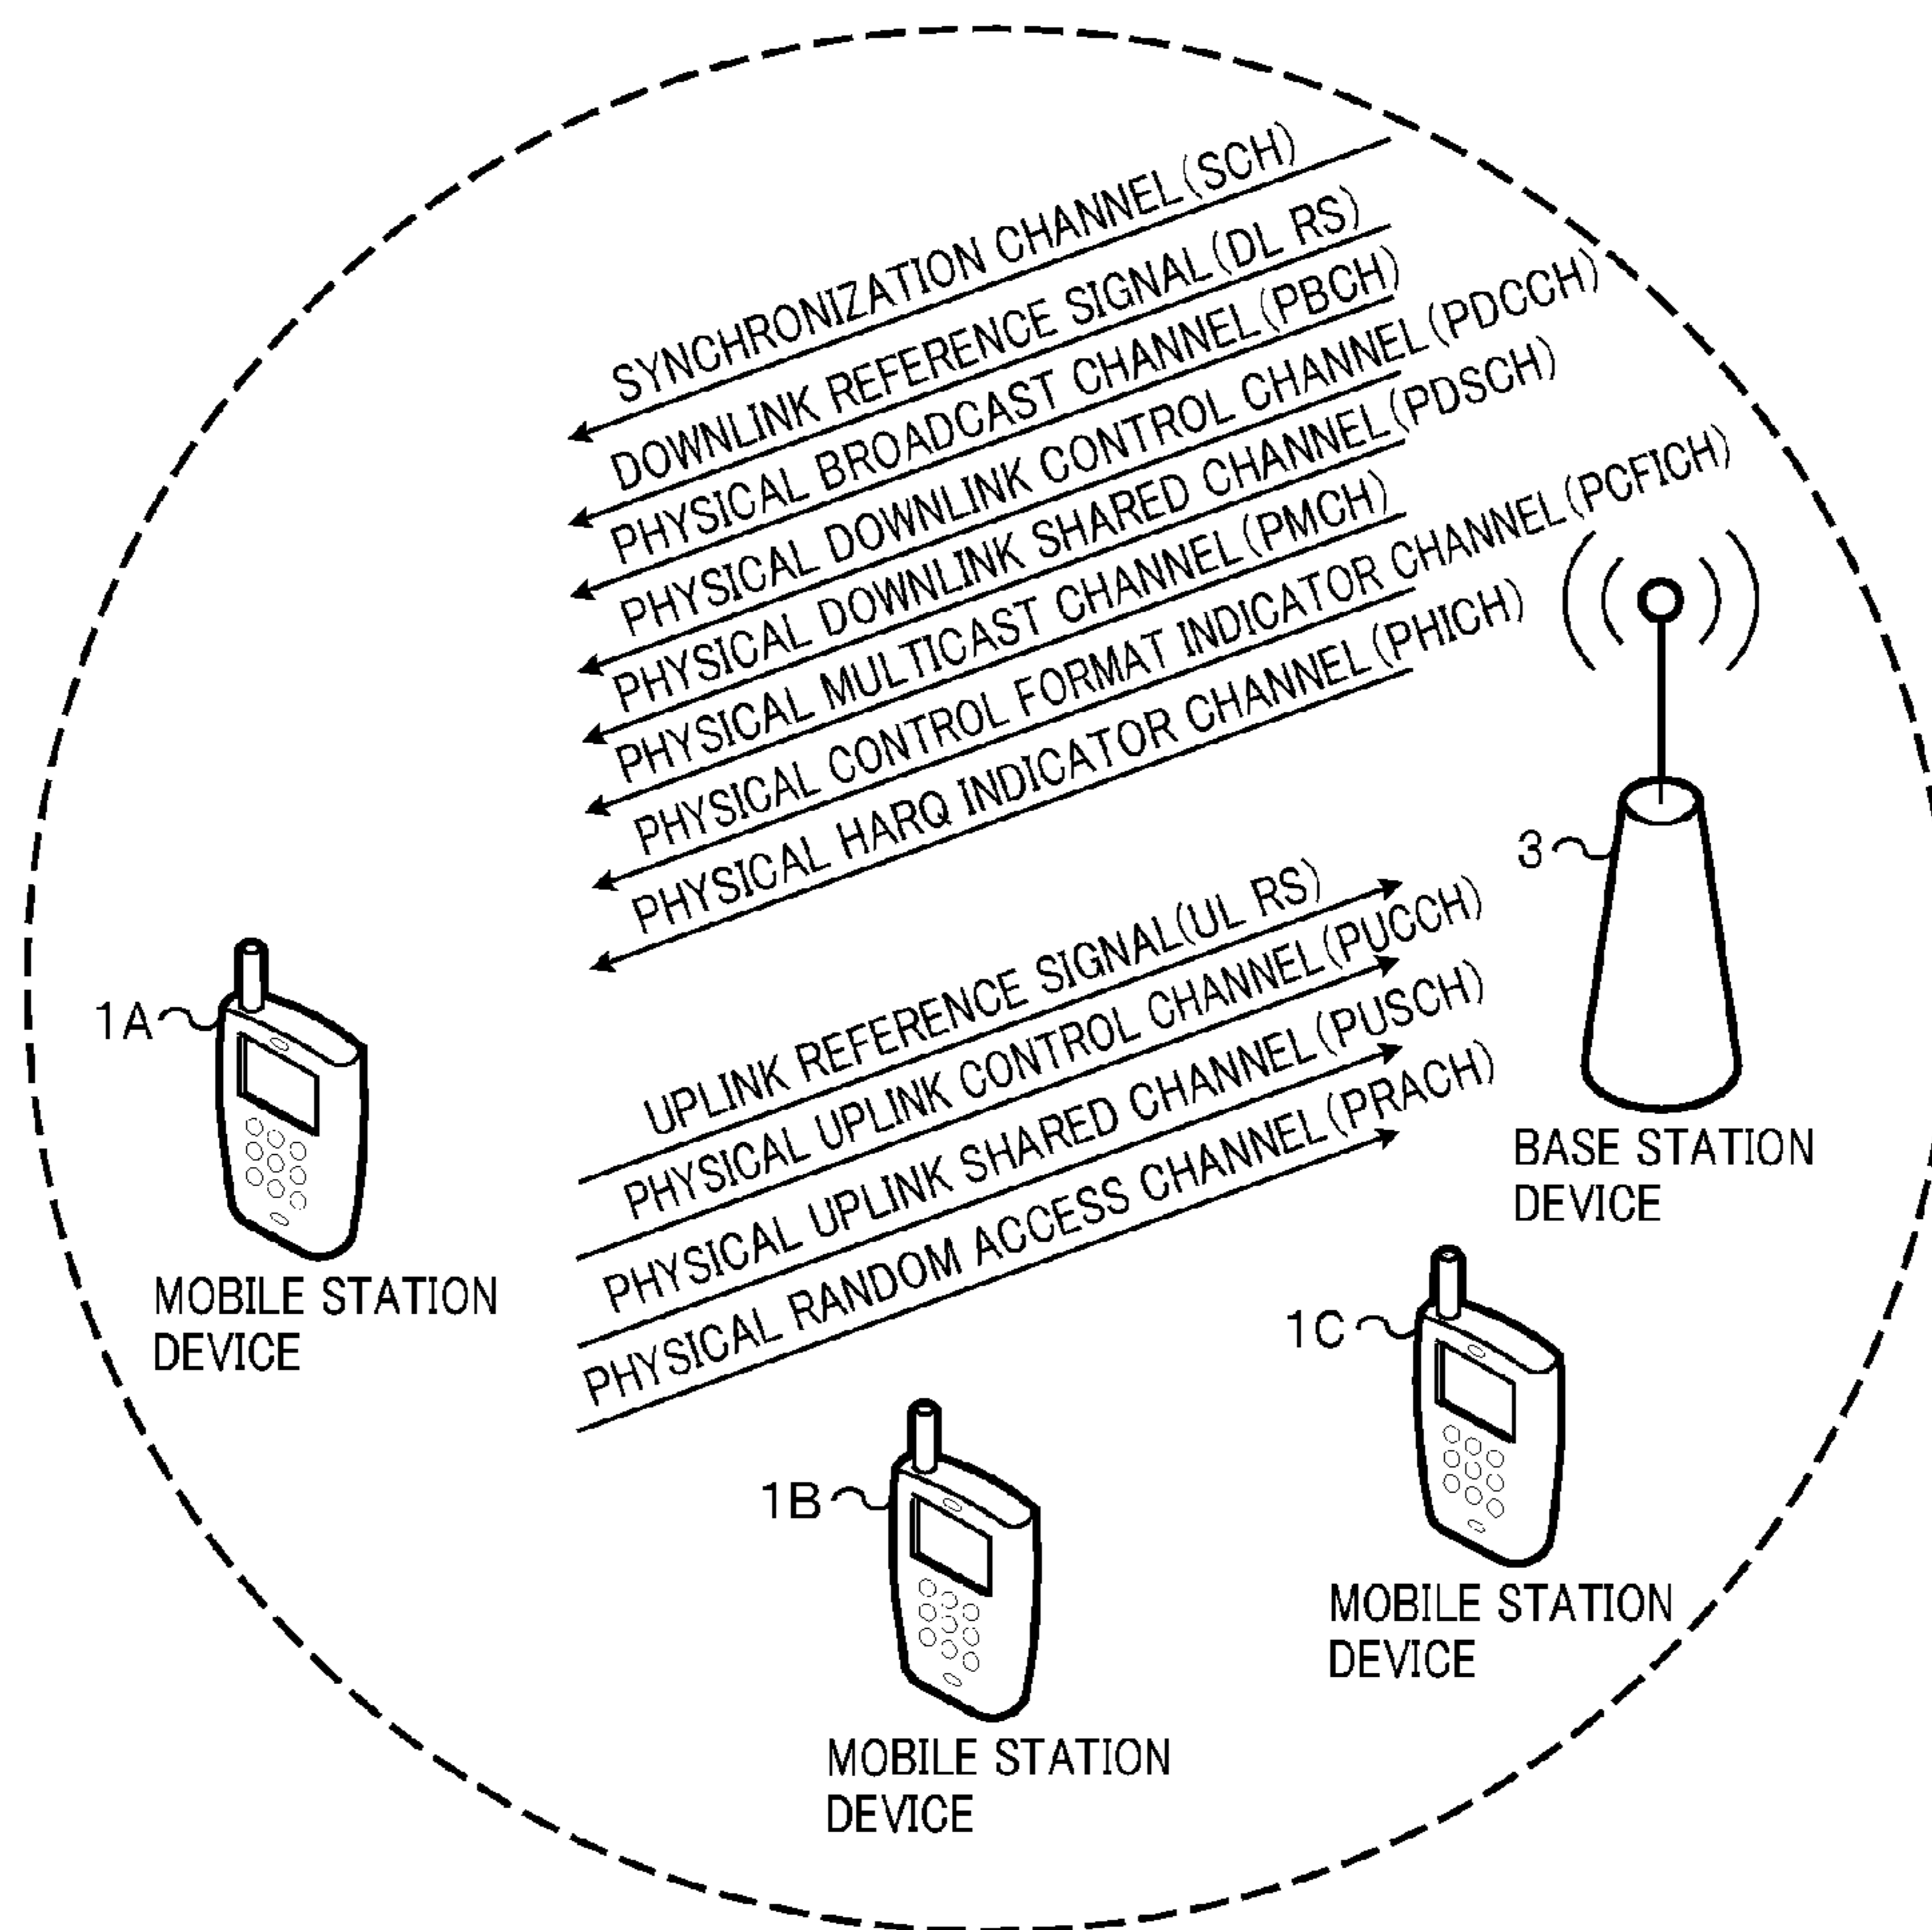 SYNCHRONIZATION CHANNEL(SCH)
DOWNLINK REFERENCE SIGNAL(DL RS)
PHYSICAL BROADCAST CHANNEL(PBCH)
PHYSICAL DOWNLINK CONTROL CHANNEL(PDCCH)
PHYSICAL DOWNLINK SHARED CHANNEL(PDSCH)
PHYSICAL MULTICAST CHANNEL(PMCH)
PHYSICAL CONTROL FORMAT INDICATOR CHANNEL(PCFICH)
PHYSICAL HARQ INDICATOR CHANNEL(PHICH)
3
BASE STATION
DEVICE
UPLINK REFERENCE SIGNAL(UL RS)
PHYSICAL UPLINK CONTROL CHANNEL(PUCCH)
PHYSICAL UPLINK SHARED CHANNEL(PUSCH)
PHYSICAL RANDOM ACCESS CHANNEL(PRACH)
1A
MOBILE STATION
DEVICE
1B
MOBILE STATION
DEVICE
1C
MOBILE STATION
DEVICE